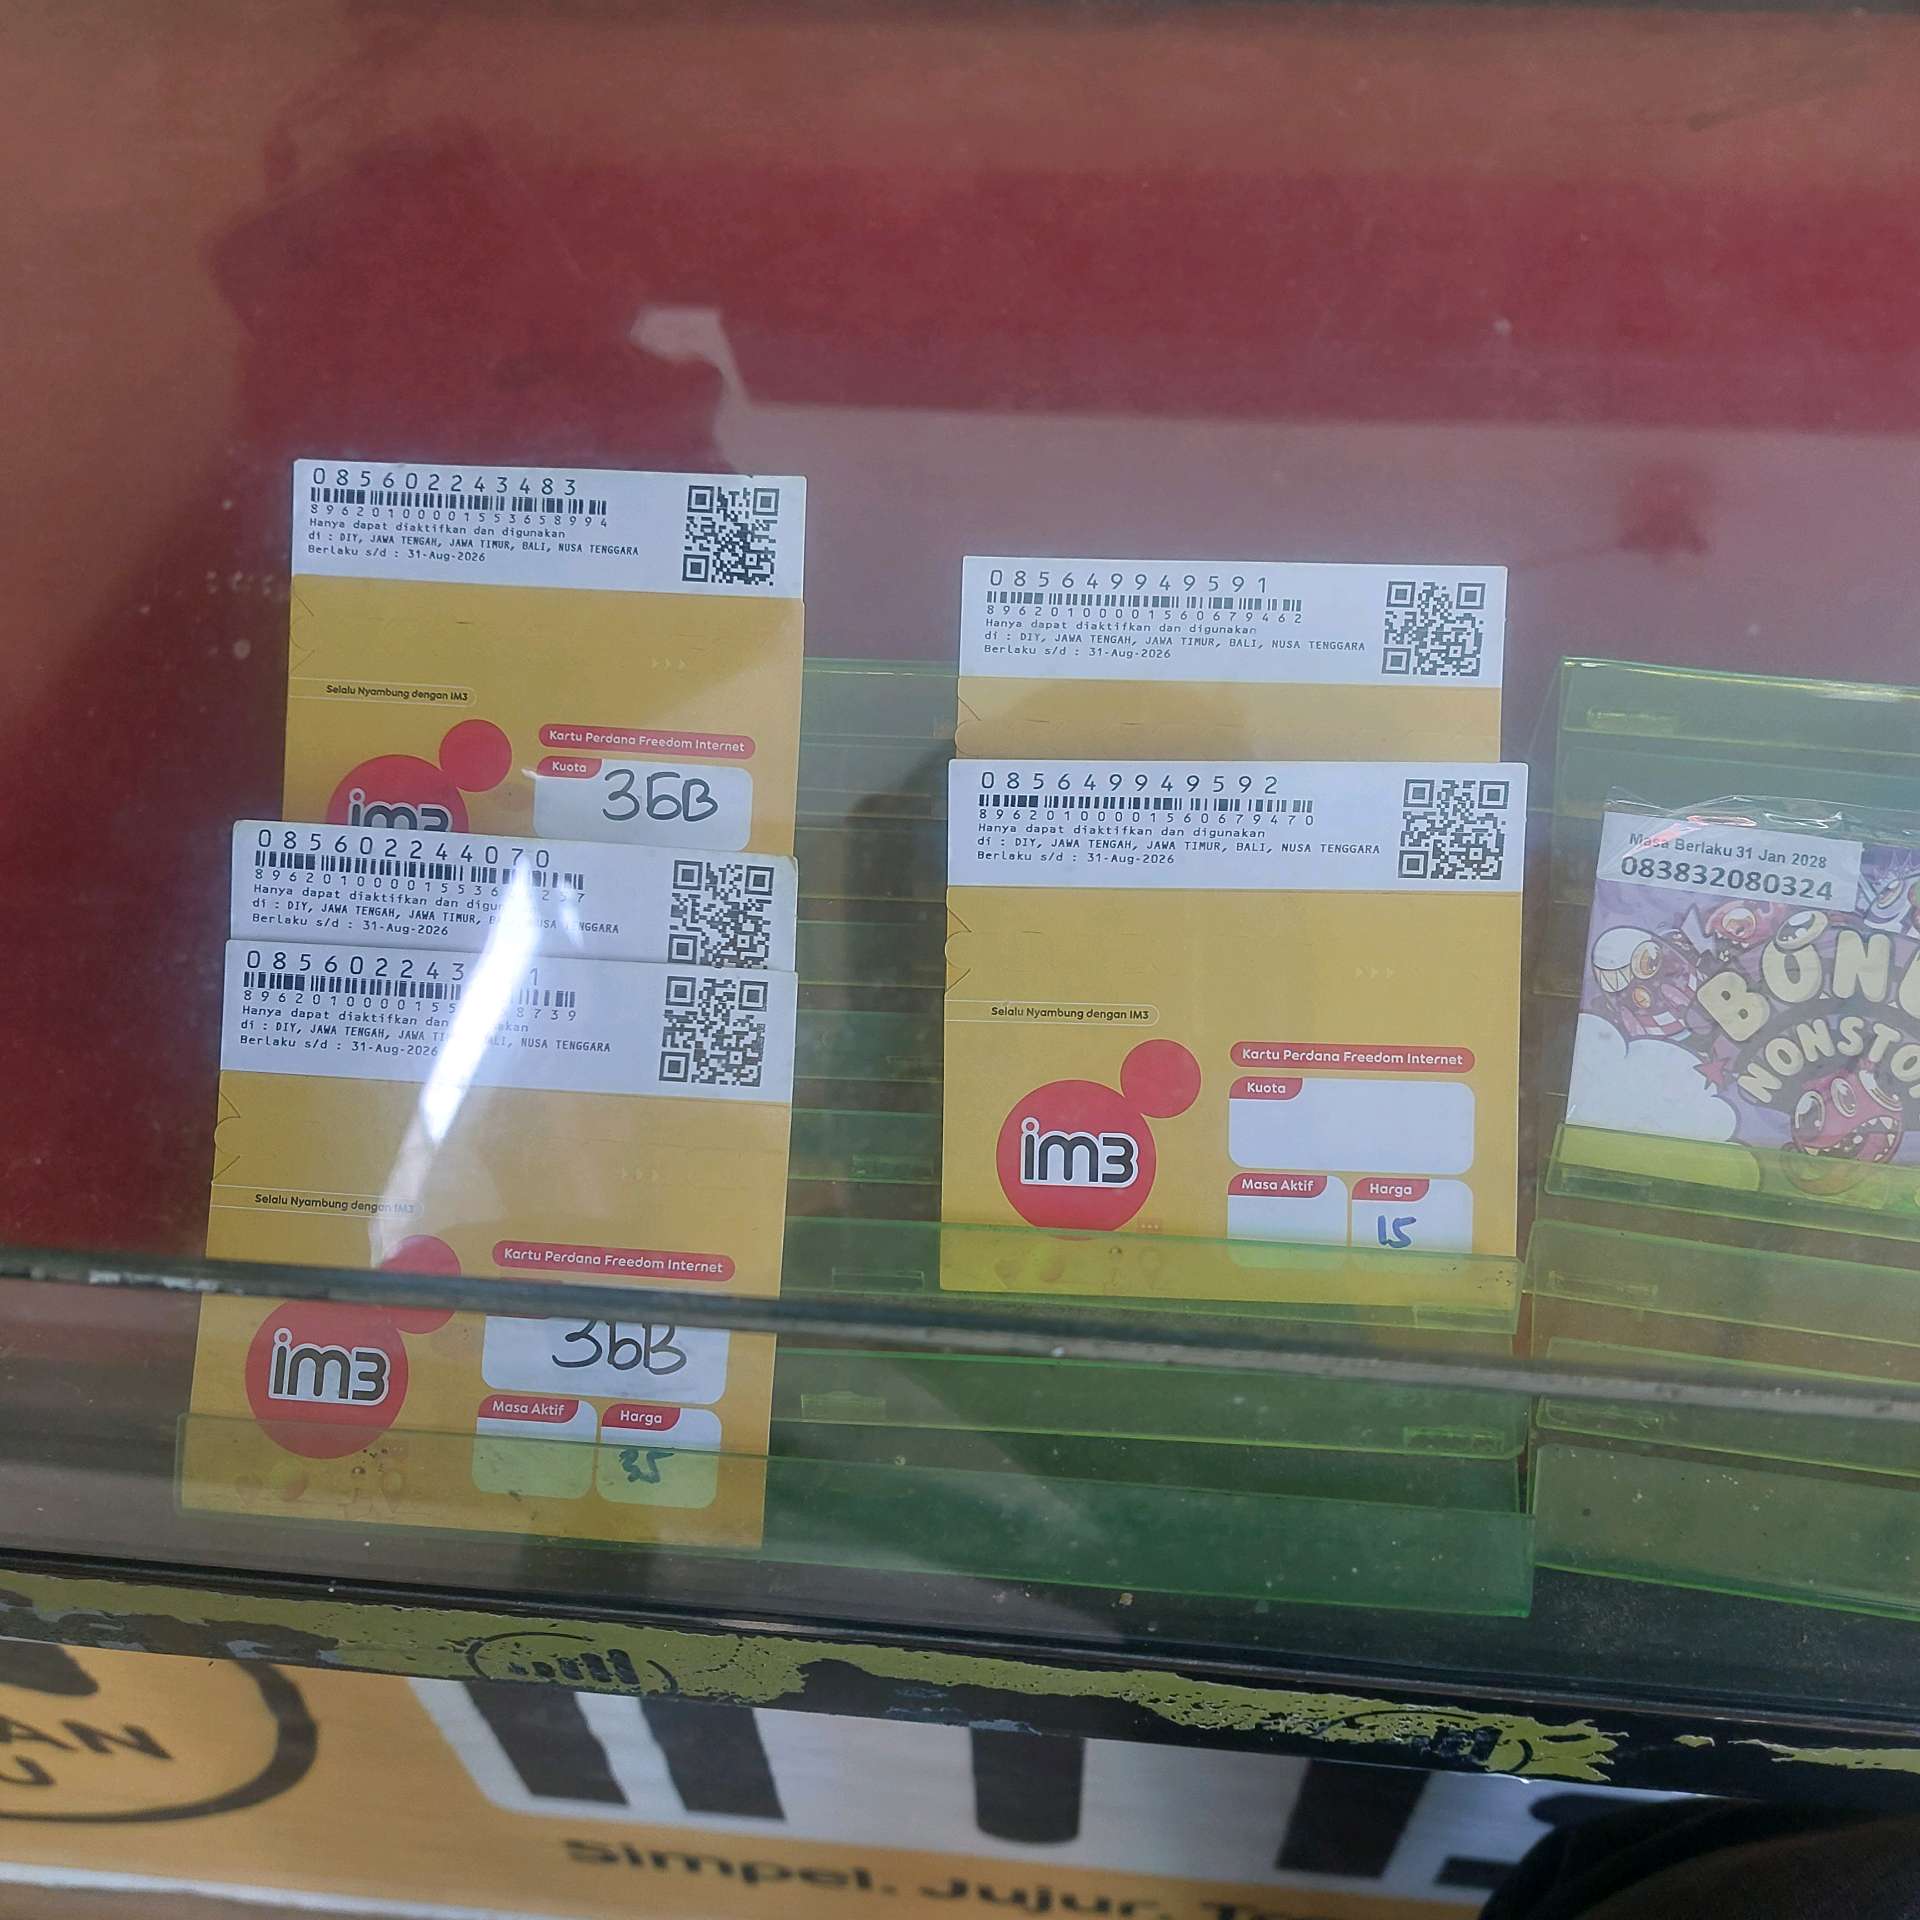 085602243483
8962010000155365899 4
Hanya dapat diaktifkan dan digunakan
di : DIY, JAWA TENGAH, JAWA TIMUR, BALI, NUSA TENGGARA
Berlaku s/d : 31-Aug-2026
Selalu Nyambung dengan IM3
Kartu Perdana Freedom Internet
Kuota
3GB
im3
085602244070
Hanya dapat diaktifkan dan
di : DIY, JAWA TENGAH, JAWA TIMUR,
Berlaku s/d : 31-Aug-2026
Hanya dapat diaktifkan dan
di : DIY, JAWA TENGAH, JAWA NUSA TENGGARA
Berlaku s/d : 31-Aug-2026
Selalu Nyambung dengan IM3
Kartu Perdana Freedom Internet
3GB
im3
Masa Aktif
Harga
35
085649949591
8962010000156067946 2
Hanya dapat diaktifkan dan digunakan
di : DIY, JAWA TENGAH, JAWA TIMUR, BALI, NUSA TENGGARA
Berlaku s/d : 31-Aug-2026
085649949592
8962010000156067947 0
Hanya dapat diaktifkan dan digunakan
di : DIY, JAWA TENGAH, JAWA TIMUR, BALI, NUSA TENGGARA
Berlaku s/d : 31-Aug-2026
Selalu Nyambung dengan IM3
Kartu Perdana Freedom Internet
Kuota
im3
Masa Aktif
Harga
15
Masa Berlaku 31 Jan 2028
083832080324
Simpel. Jujur.